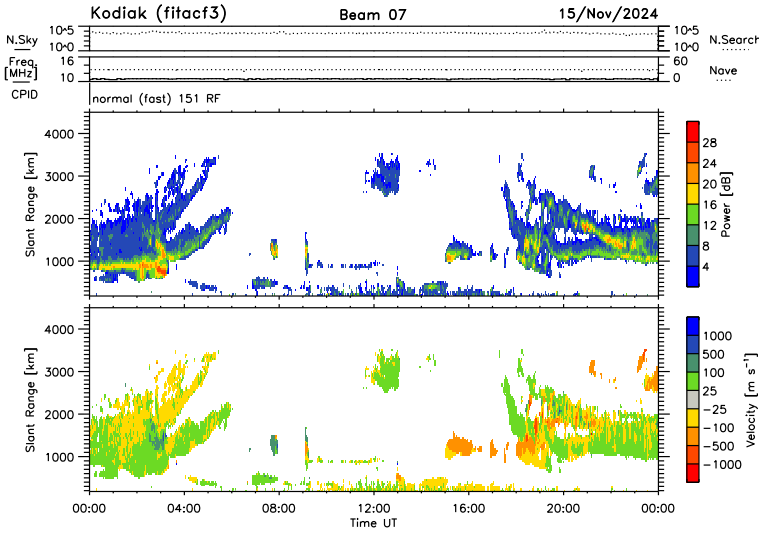 Kodiak (fitacf3) Beam 07 15/Nov/2024
N.Sky 10^5 10^0 10^5 10^0 N.Search
Freq. [MHz] 16 10 60 0 Nave
CPID normal (fast) 151 RF
Slant Range [km] 4000 3000 2000 1000
28 24 20 16 12 8 4 Power [dB]
Slant Range [km] 4000 3000 2000 1000
1000 500 100 25 -25 -100 -500 -1000 Velocity [m s^-1]
00:00 04:00 08:00 12:00 16:00 20:00 00:00
Time UT